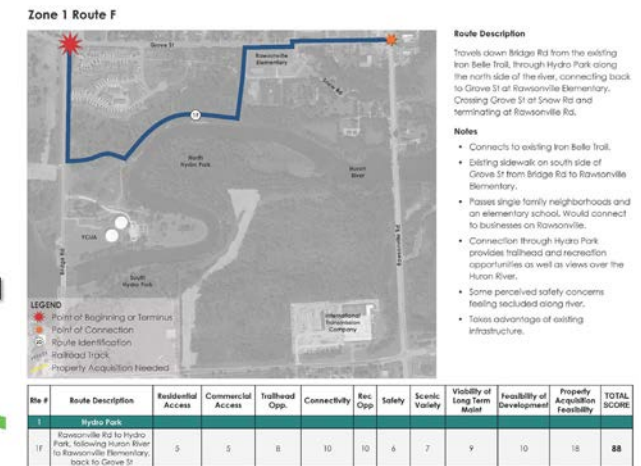 Zone 1 Route F
Grove St
Rawsonville
Elementary
Snow Rd
1F
North
Hydro Park
Huron
River
YCUA
Bridge Rd
Rawsonville Rd
South
Hydro Park
International
Transmission
Company
LEGEND
Point of Beginning or Terminus
Point of Connection
Route Identification
Railroad Track
Property Acquisition Needed
Route Description
Travels down Bridge Rd from the existing
Iron Belle Trail, through Hydro Park along
the north side of the river, connecting back
to Grove St at Rawsonville Elementary.
Crossing Grove St at Snow Rd and
terminating at Rawsonville Rd.
Notes
• Connects to existing Iron Belle Trail.
• Existing sidewalk on south side of
Grove St from Bridge Rd to Rawsonville
Elementary.
• Passes single family neighborhoods and
an elementary school. Would connect
to businesses on Rawsonville.
• Connection through Hydro Park
provides trailhead and recreation
opportunities as well as views over the
Huron River.
• Some perceived safety concerns
feeling secluded along river.
• Takes advantage of existing
infrastructure.
Rte # Route Description Residential Access Commercial Access Trailhead Opp. Connectivity Rec Opp Safety Scenic Variety Viability of Long Term Maint Feasibility of Development Property Acquisition Feasibility TOTAL SCORE
1 Hydro Park
1F Rawsonville Rd to Hydro Park, following Huron River to Rawsonville Elementary, back to Grove St 5 5 8 10 10 6 7 9 10 18 88